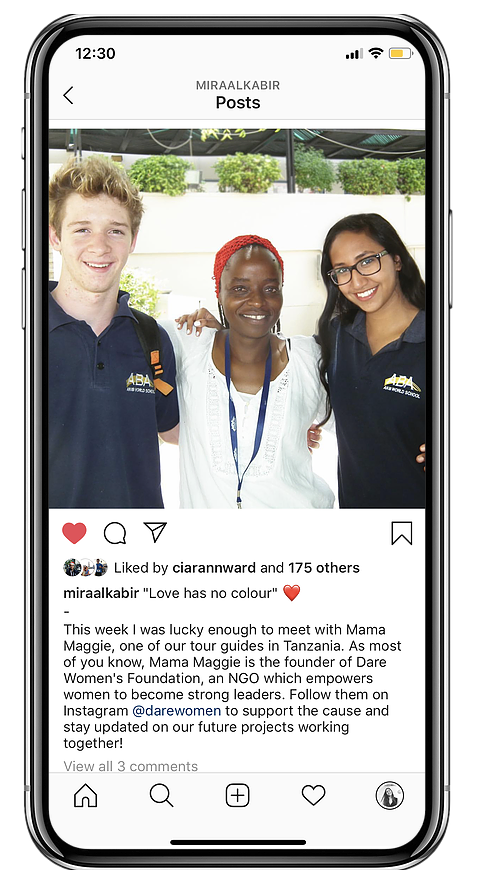 12:30
MIRAALKABIR
Posts
ABA
ABA
Liked by ciarannward and 175 others
miraalkabir "Love has no colour" ❤️
-
This week I was lucky enough to meet with Mama
Maggie, one of our tour guides in Tanzania. As most
of you know, Mama Maggie is the founder of Dare
Women's Foundation, an NGO which empowers
women to become strong leaders. Follow them on
Instagram @darewomen to support the cause and
stay updated on our future projects working
together!
View all 3 comments